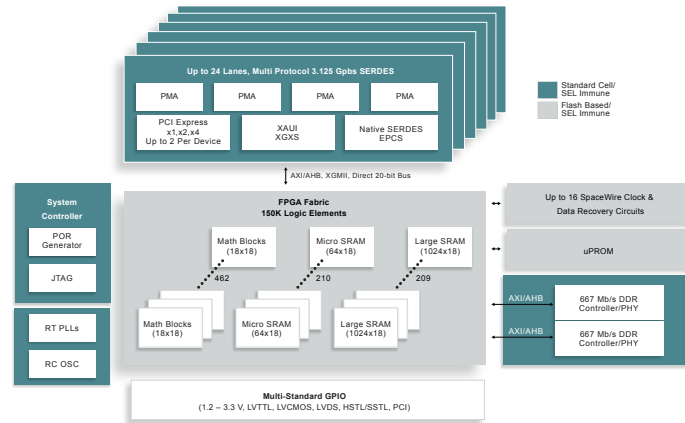 Up to 24 Lanes, Multi Protocol 3.125 Gpbs SERDES
PMA
PMA
PMA
PMA
PCI Express
x1,x2,x4
Up to 2 Per Device
XAUI
XGXS
Native SERDES
EPCS
Standard Cell/
SEL Immune
Flash Based/
SEL Immune
AXI/AHB, XGMII, Direct 20-bit Bus
System
Controller
POR
Generator
JTAG
RT PLLs
RC OSC
FPGA Fabric
150K Logic Elements
Math Blocks
(18x18)
Micro SRAM
(64x18)
Large SRAM
(1024x18)
462
210
209
Math Blocks
(18x18)
Micro SRAM
(64x18)
Large SRAM
(1024x18)
Up to 16 SpaceWire Clock &
Data Recovery Circuits
uPROM
AXI/AHB
667 Mb/s DDR
Controller/PHY
AXI/AHB
667 Mb/s DDR
Controller/PHY
Multi-Standard GPIO
(1.2 – 3.3 V, LVTTL, LVCMOS, LVDS, HSTL/SSTL, PCI)